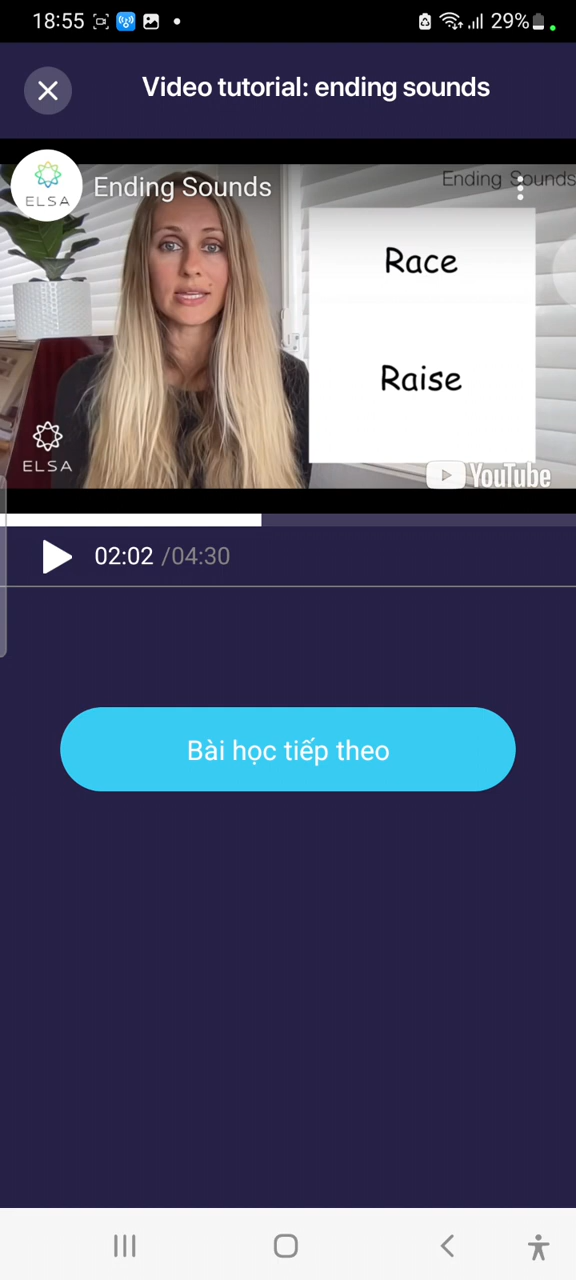 18:55
29%
Video tutorial: ending sounds
ELSA
Ending Sounds
Ending Sounds
Race
Raise
ELSA
YouTube
02:02 /04:30
Bài học tiếp theo